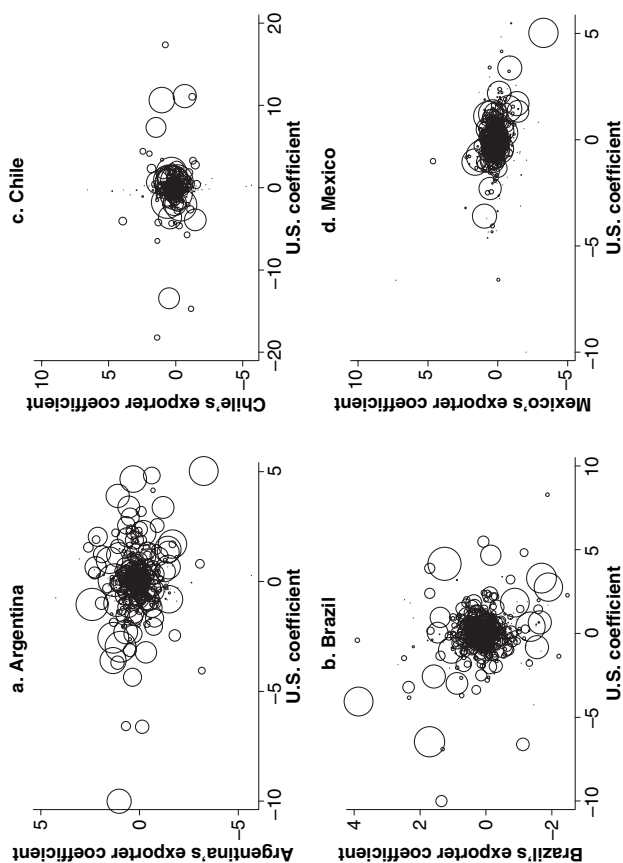 a. Argentina
Argentina's exporter coefficient
5
0
−5
−10 −5 0 5
U.S. coefficient
c. Chile
Chile's exporter coefficient
10
5
0
−5
−20 −10 0 10 20
U.S. coefficient
b. Brazil
Brazil's exporter coefficient
4
2
0
−2
−10 −5 0 5 10
U.S. coefficient
d. Mexico
Mexico's exporter coefficient
10
5
0
−5
−10 −5 0 5
U.S. coefficient